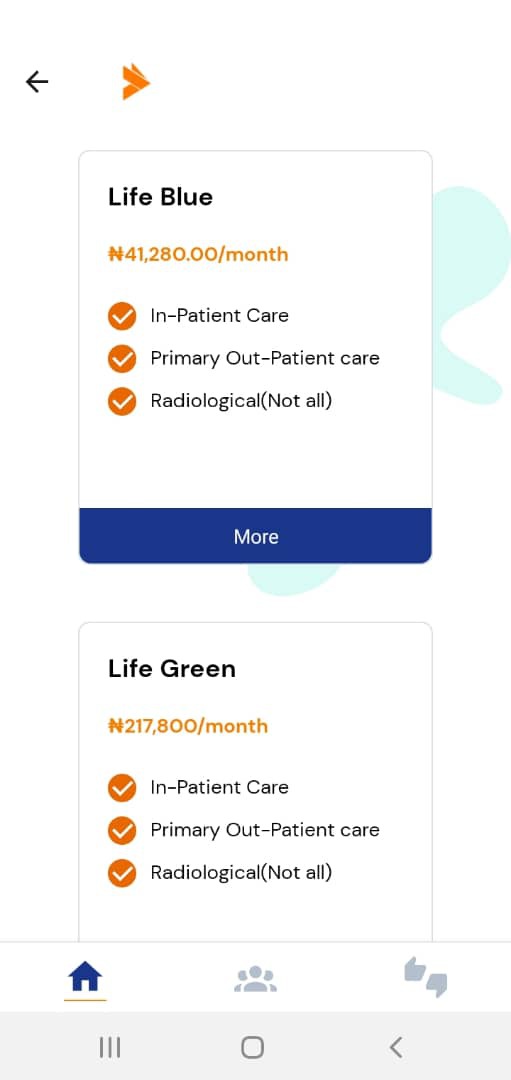 Life Blue
₦41,280.00/month
In-Patient Care
Primary Out-Patient care
Radiological(Not all)
More
Life Green
₦217,800/month
In-Patient Care
Primary Out-Patient care
Radiological(Not all)